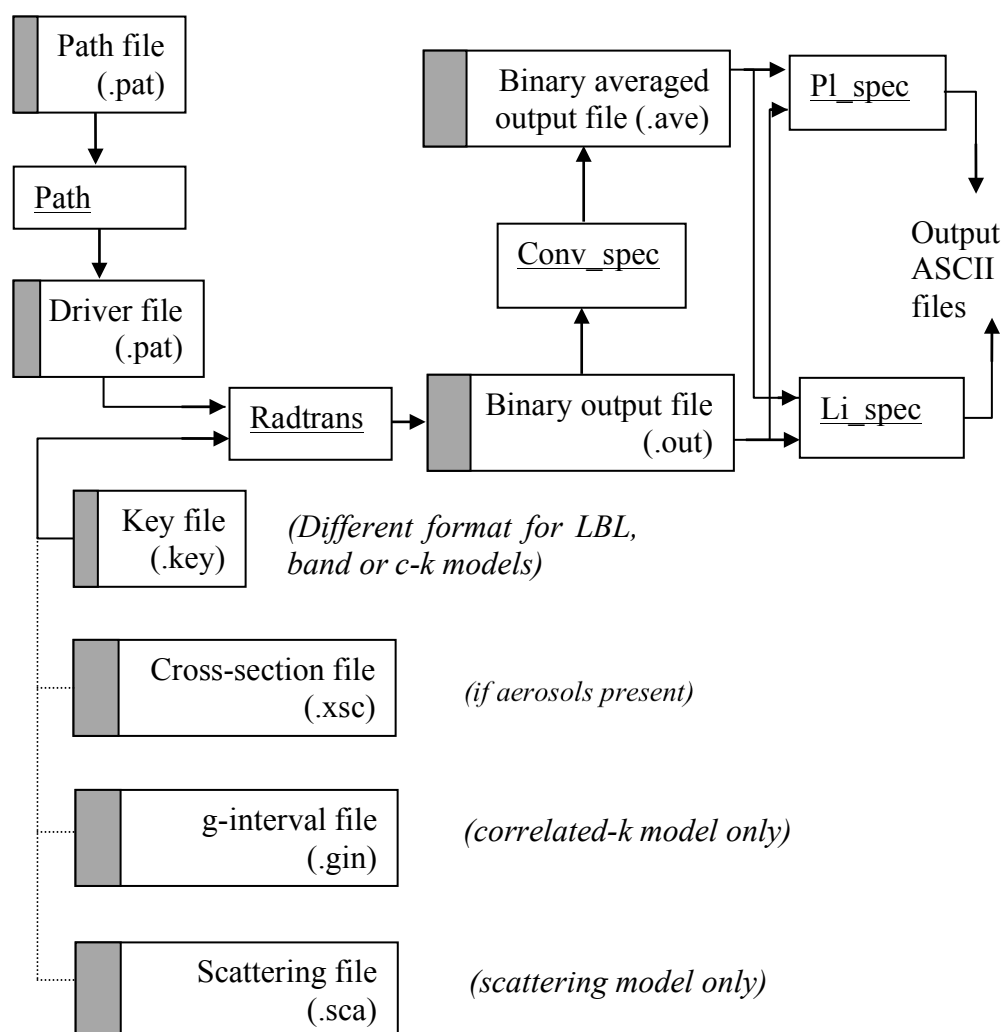 Path file
(.pat)
Path
Driver file
(.pat)
Binary averaged
output file (.ave)
Pl_spec
Conv_spec
Output
ASCII
files
Radtrans
Binary output file
(.out)
Li_spec
Key file
(.key)
(Different format for LBL,
band or c-k models)
Cross-section file
(.xsc)
(if aerosols present)
g-interval file
(.gin)
(correlated-k model only)
Scattering file
(.sca)
(scattering model only)